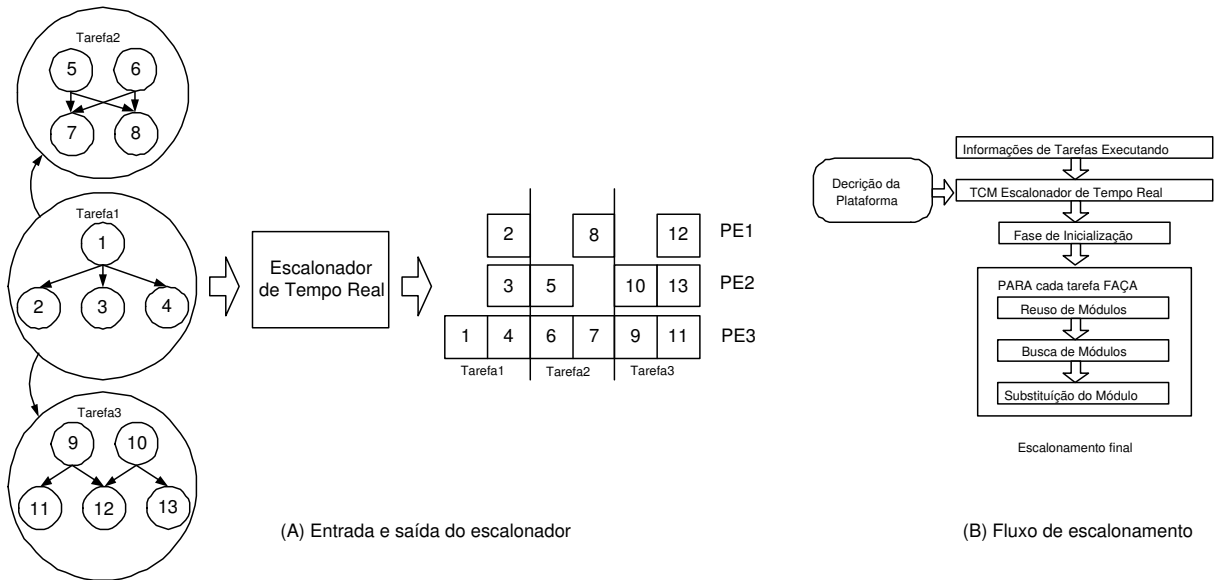 Tarefa2
5 6
7 8
Tarefa1
1
2 3 4
Tarefa3
9 10
11 12 13
Escalonador
de Tempo Real
2 8 12 PE1
3 5 10 13 PE2
1 4 6 7 9 11 PE3
Tarefa1 Tarefa2 Tarefa3
(A) Entrada e saída do escalonador
Decrição da
Plataforma
Informações de Tarefas Executando
TCM Escalonador de Tempo Real
Fase de Inicialização
PARA cada tarefa FAÇA
Reuso de Módulos
Busca de Módulos
Substituíção do Módulo
Escalonamento final
(B) Fluxo de escalonamento